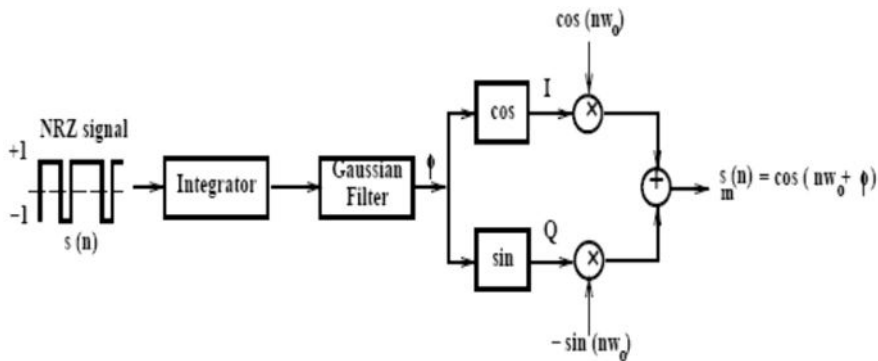 cos (nw₀)
I
cos
NRZ signal
+1
−1
s (n)
Integrator
Gaussian
Filter
ϕ
s (n) = cos ( nw₀ + ϕ )
m
+
×
Q
sin
×
− sin (nw₀)